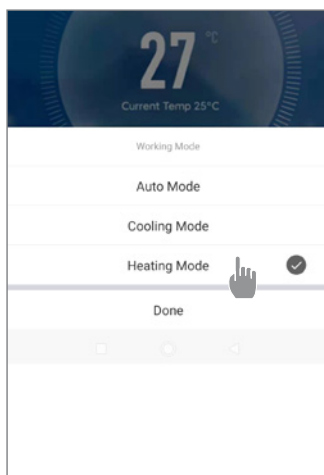 27 °C
Current Temp 25°C
Working Mode
Auto Mode
Cooling Mode
Heating Mode
Done